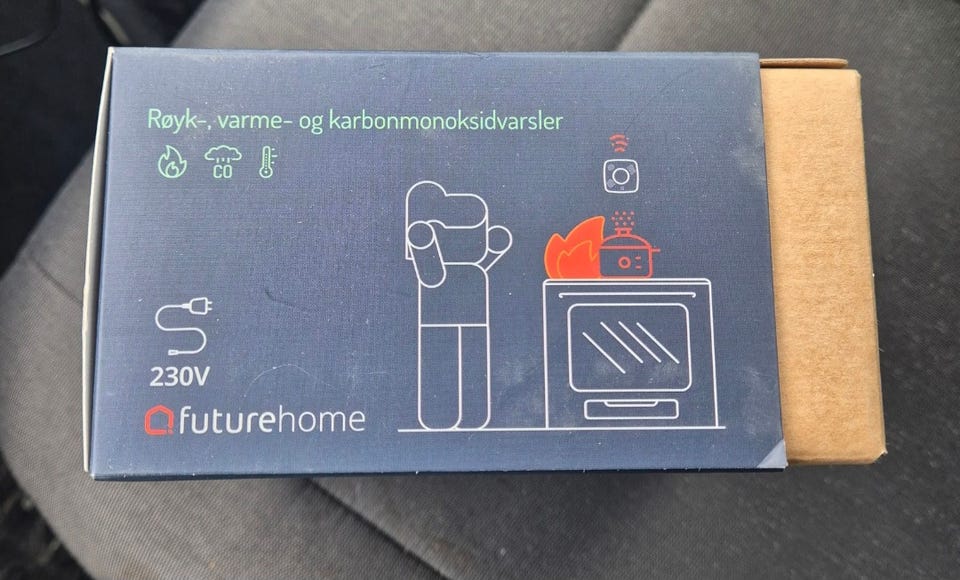 Røyk-, varme- og karbonmonoksidvarsler
CO
230V
futurehome